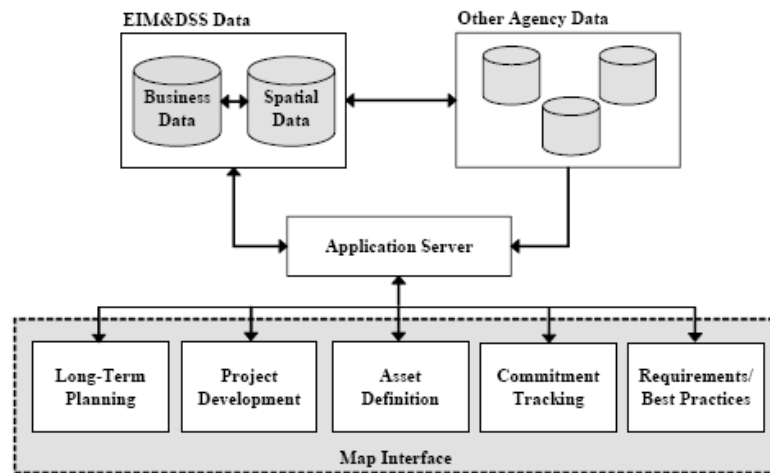 EIM&DSS Data
Other Agency Data
Business
Data
Spatial
Data
Application Server
Long-Term
Planning
Project
Development
Asset
Definition
Commitment
Tracking
Requirements/
Best Practices
Map Interface